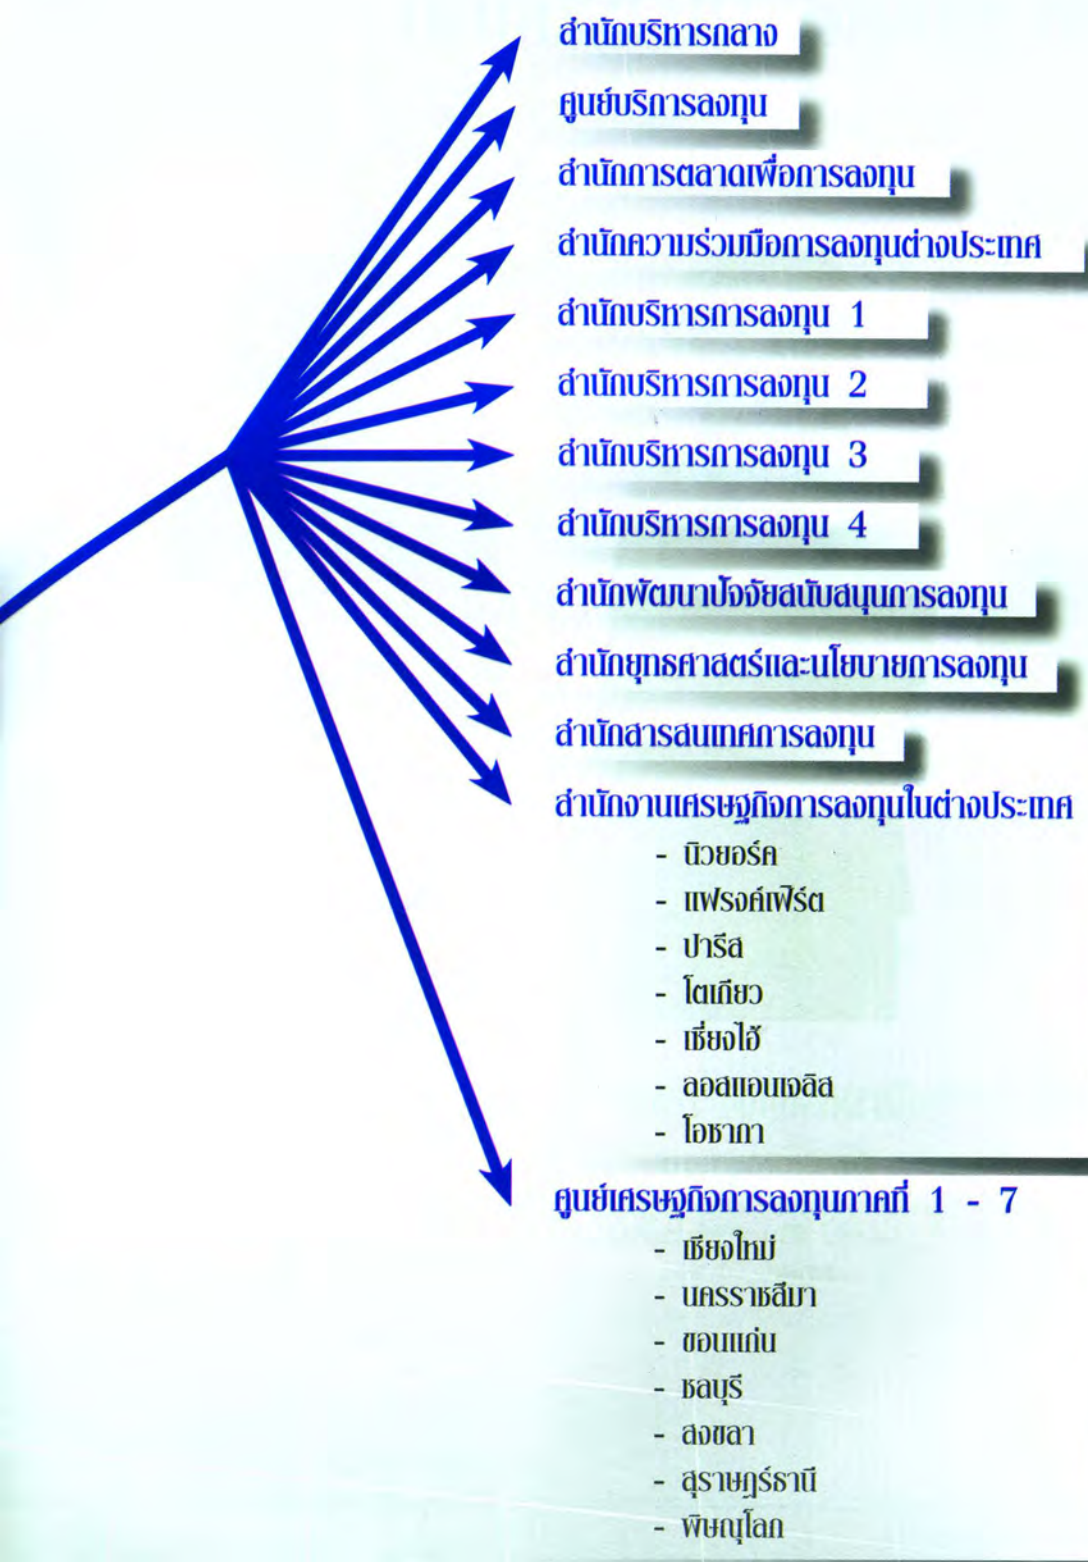 สำนักบริหารกลาง
ศูนย์บริการลงทุน
สำนักการตลาดเพื่อการลงทุน
สำนักความร่วมมือการลงทุนต่างประเทศ
สำนักบริหารการลงทุน 1
สำนักบริหารการลงทุน 2
สำนักบริหารการลงทุน 3
สำนักบริหารการลงทุน 4
สำนักพัฒนาปัจจัยสนับสนุนการลงทุน
สำนักยุทธศาสตร์และนโยบายการลงทุน
สำนักสารสนเทศการลงทุน
สำนักงานเศรษฐกิจการลงทุนในต่างประเทศ
- นิวยอร์ค
- แฟรงค์เฟิร์ต
- ปารีส
- โตเกียว
- เซี่ยงไฮ้
- ลอสแอนเจลิส
- โอซากา
ศูนย์เศรษฐกิจการลงทุนภาคที่ 1 - 7
- เชียงใหม่
- นครราชสีมา
- ขอนแก่น
- ชลบุรี
- สงขลา
- สุราษฎร์ธานี
- พิษณุโลก